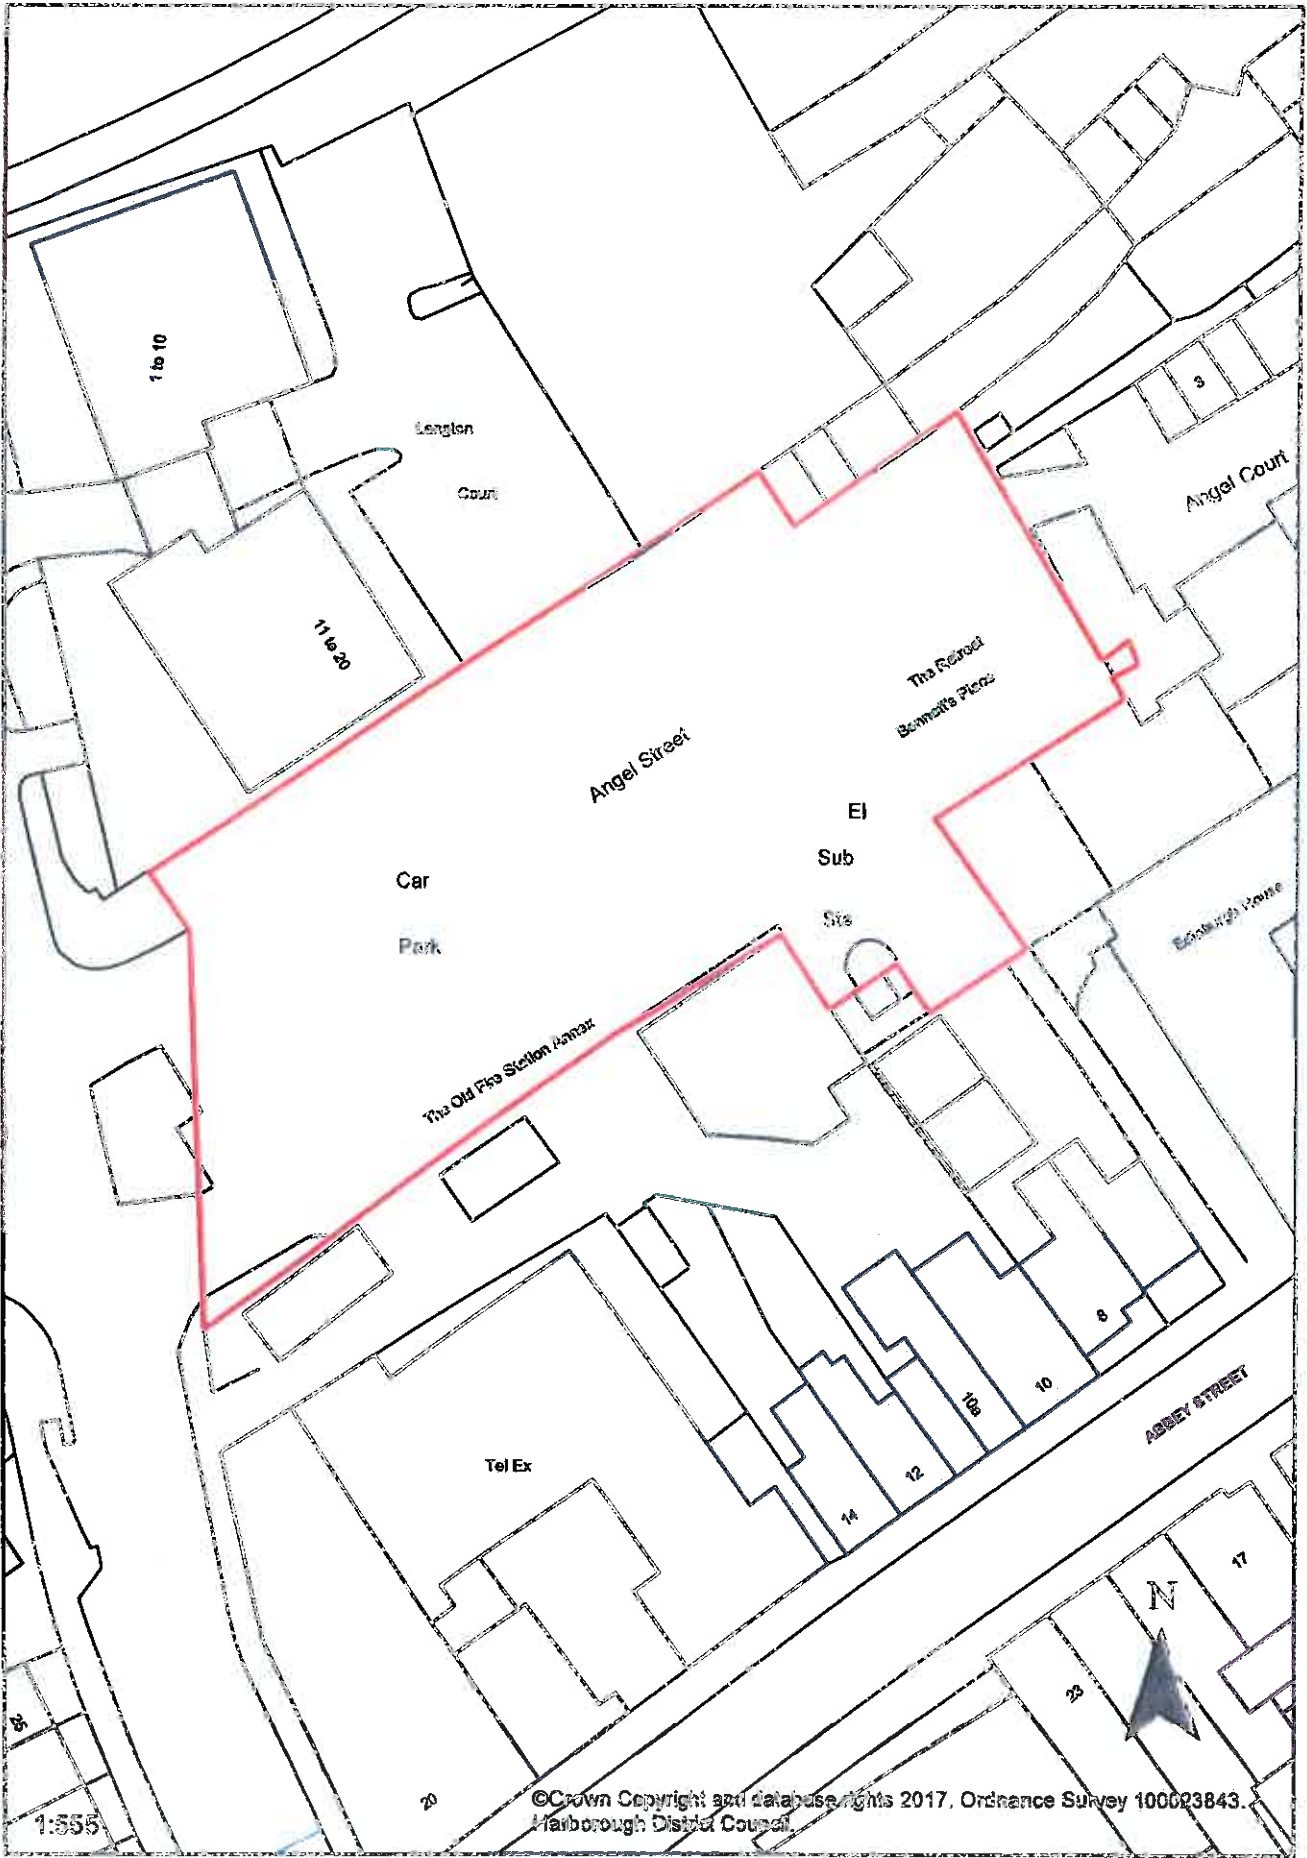 1 to 10
Langton
Court
3
Angel Court
11 to 20
The Retreat
Bennett's Place
Angel Street
El
Sub
Sta
Car
Park
Edinburgh House
The Old Fire Station Annex
8
10
10a
12
14
ABBEY STREET
Tel Ex
17
N
23
20
©Crown Copyright and database rights 2017. Ordnance Survey 100023843.
Harborough District Council.
1:555